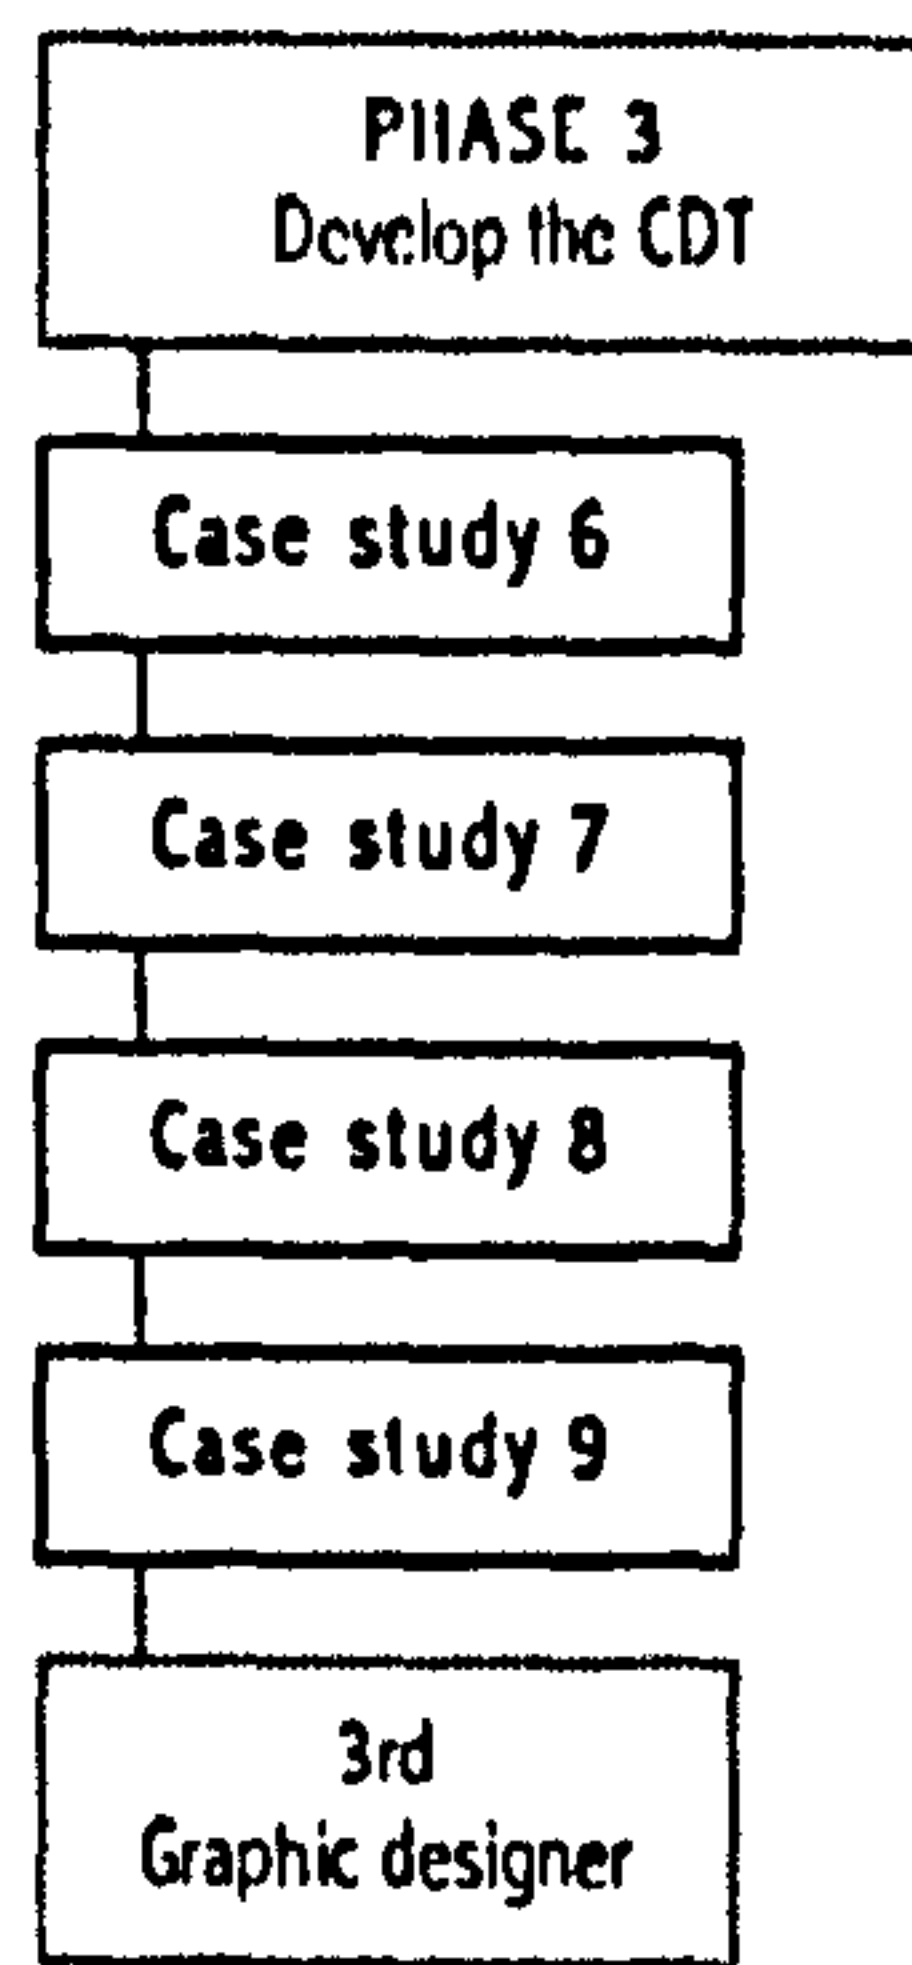 PHASE 3
Develop the CDT
Case study 6
Case study 7
Case study 8
Case study 9
3rd
Graphic designer